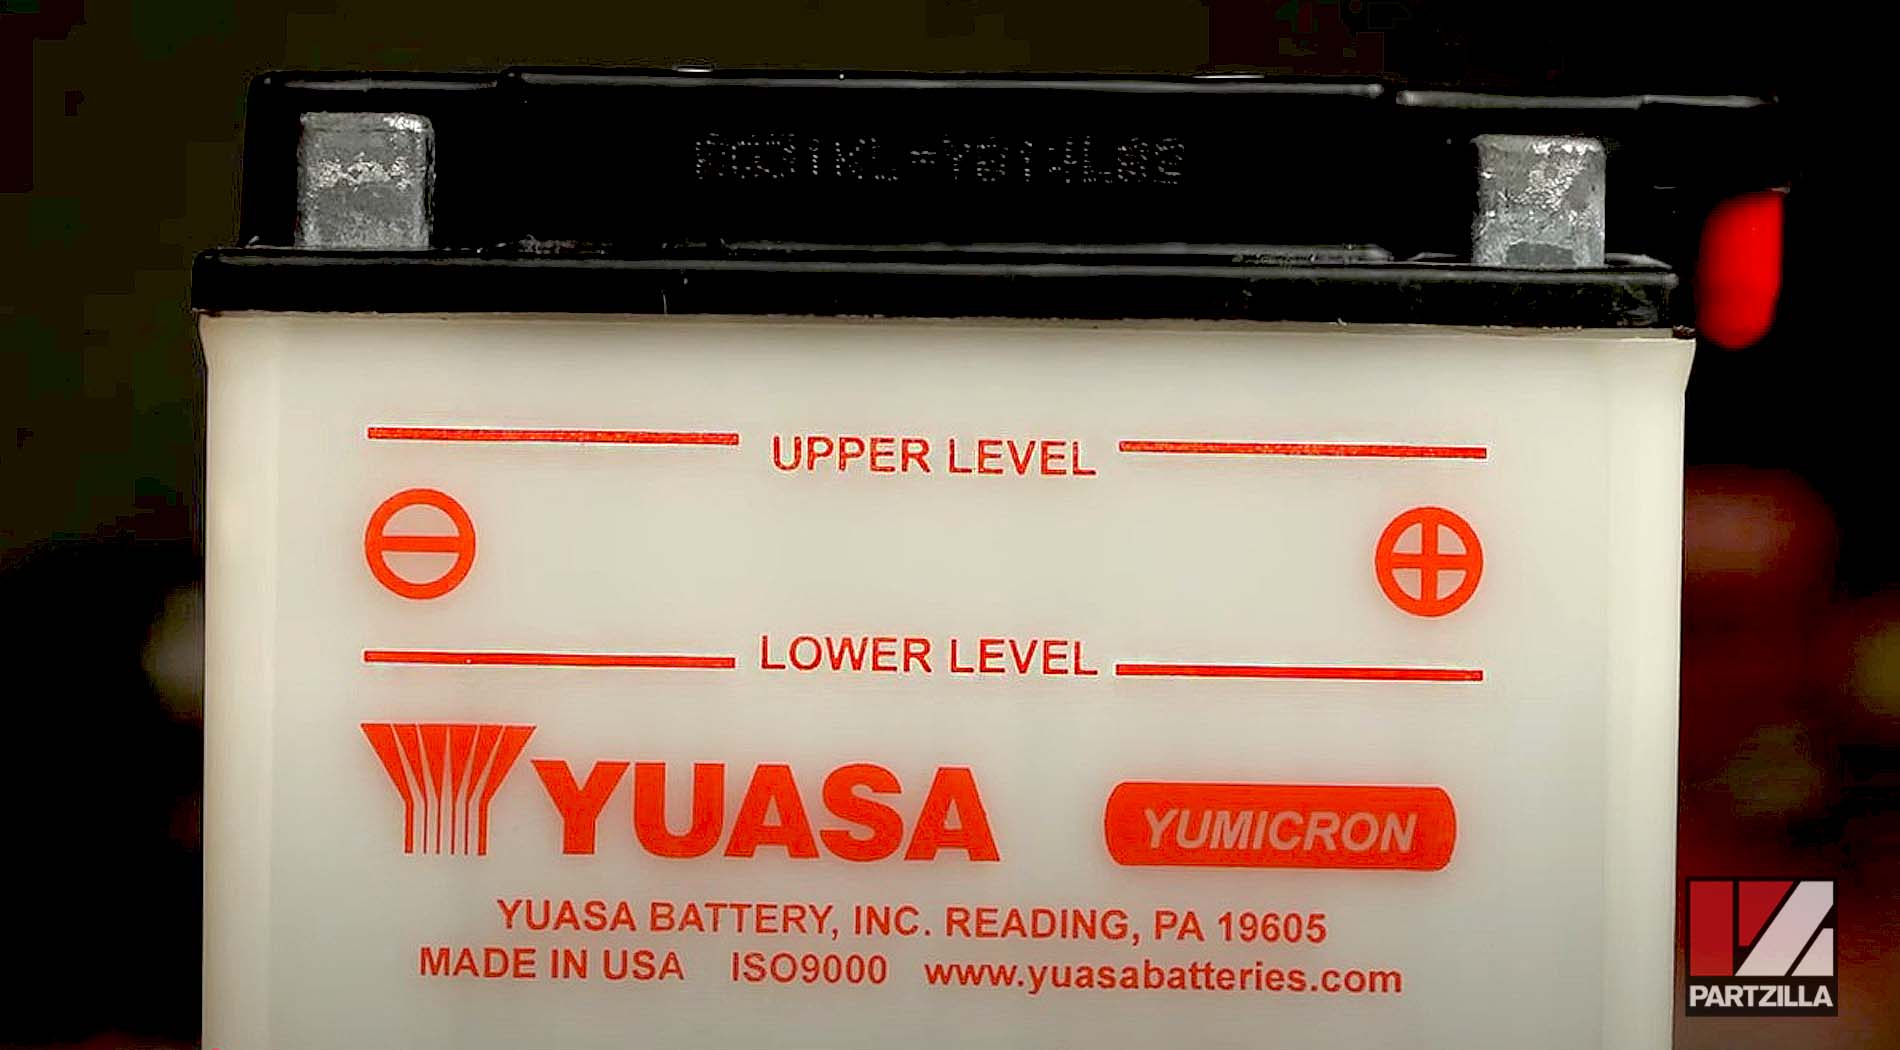 UPPER LEVEL
LOWER LEVEL
YUASA
YUMICRON
YUASA BATTERY, INC. READING, PA 19605
MADE IN USA ISO9000 www.yuasabatteries.com
PARTZILLA